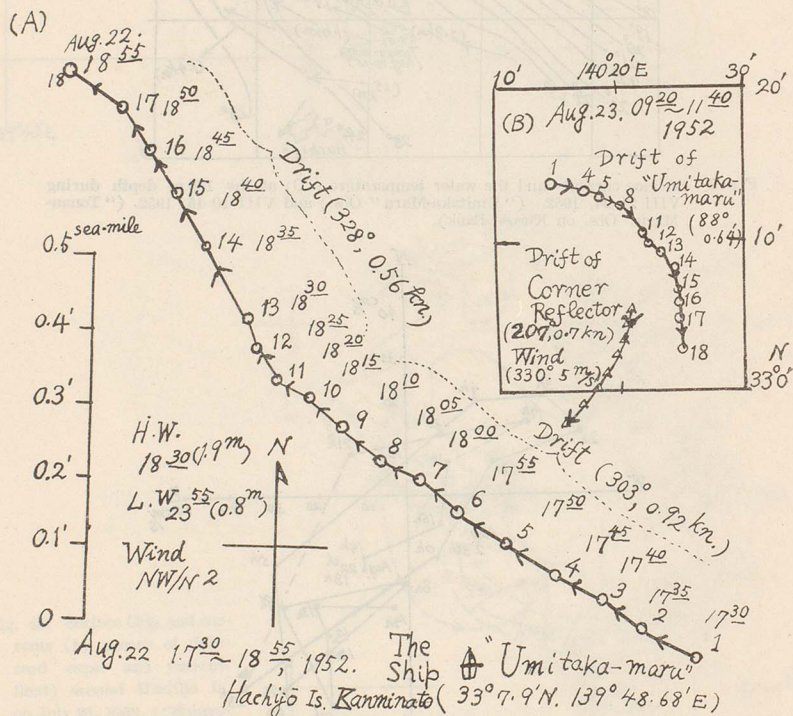 (A)
Aug. 22.
18 55
18
17 18 50
16 18 45
15 18 40
14 18 35
13 18 30
12 18 25
11 18 20
10 18 15
9 18 10
8 18 05
7 18 00
6 17 55
5 17 50
4 17 45
3 17 40
2 17 35
1 17 30
Drift (328°, 0.56 kn.)
Drift (303°, 0.92 kn.)
0.5 sea-mile
0.4'
0.3'
0.2'
0.1'
0
H.W.
18 30 (1.9 m)
L.W 23 55 (0.8 m)
Wind
NW/N 2
N
Aug. 22 17 30 ~ 18 55, 1952.
The Ship "Umitaka-maru"
Hachijō Is. Kanminato (33° 7.9'N. 139° 48.68'E)
10' 140° 20'E 30'
20'
10'
N
33°0'
(B) Aug. 23. 09 20 ~ 11 40
1952
Drift of
"Umitaka-
maru"
(88°
0.64)
1 4 5 8
11
12
13
14
15
16
17
18
Drift of
Corner
Reflector
(207, 0.7 kn)
Wind
(330° 5 m/s)